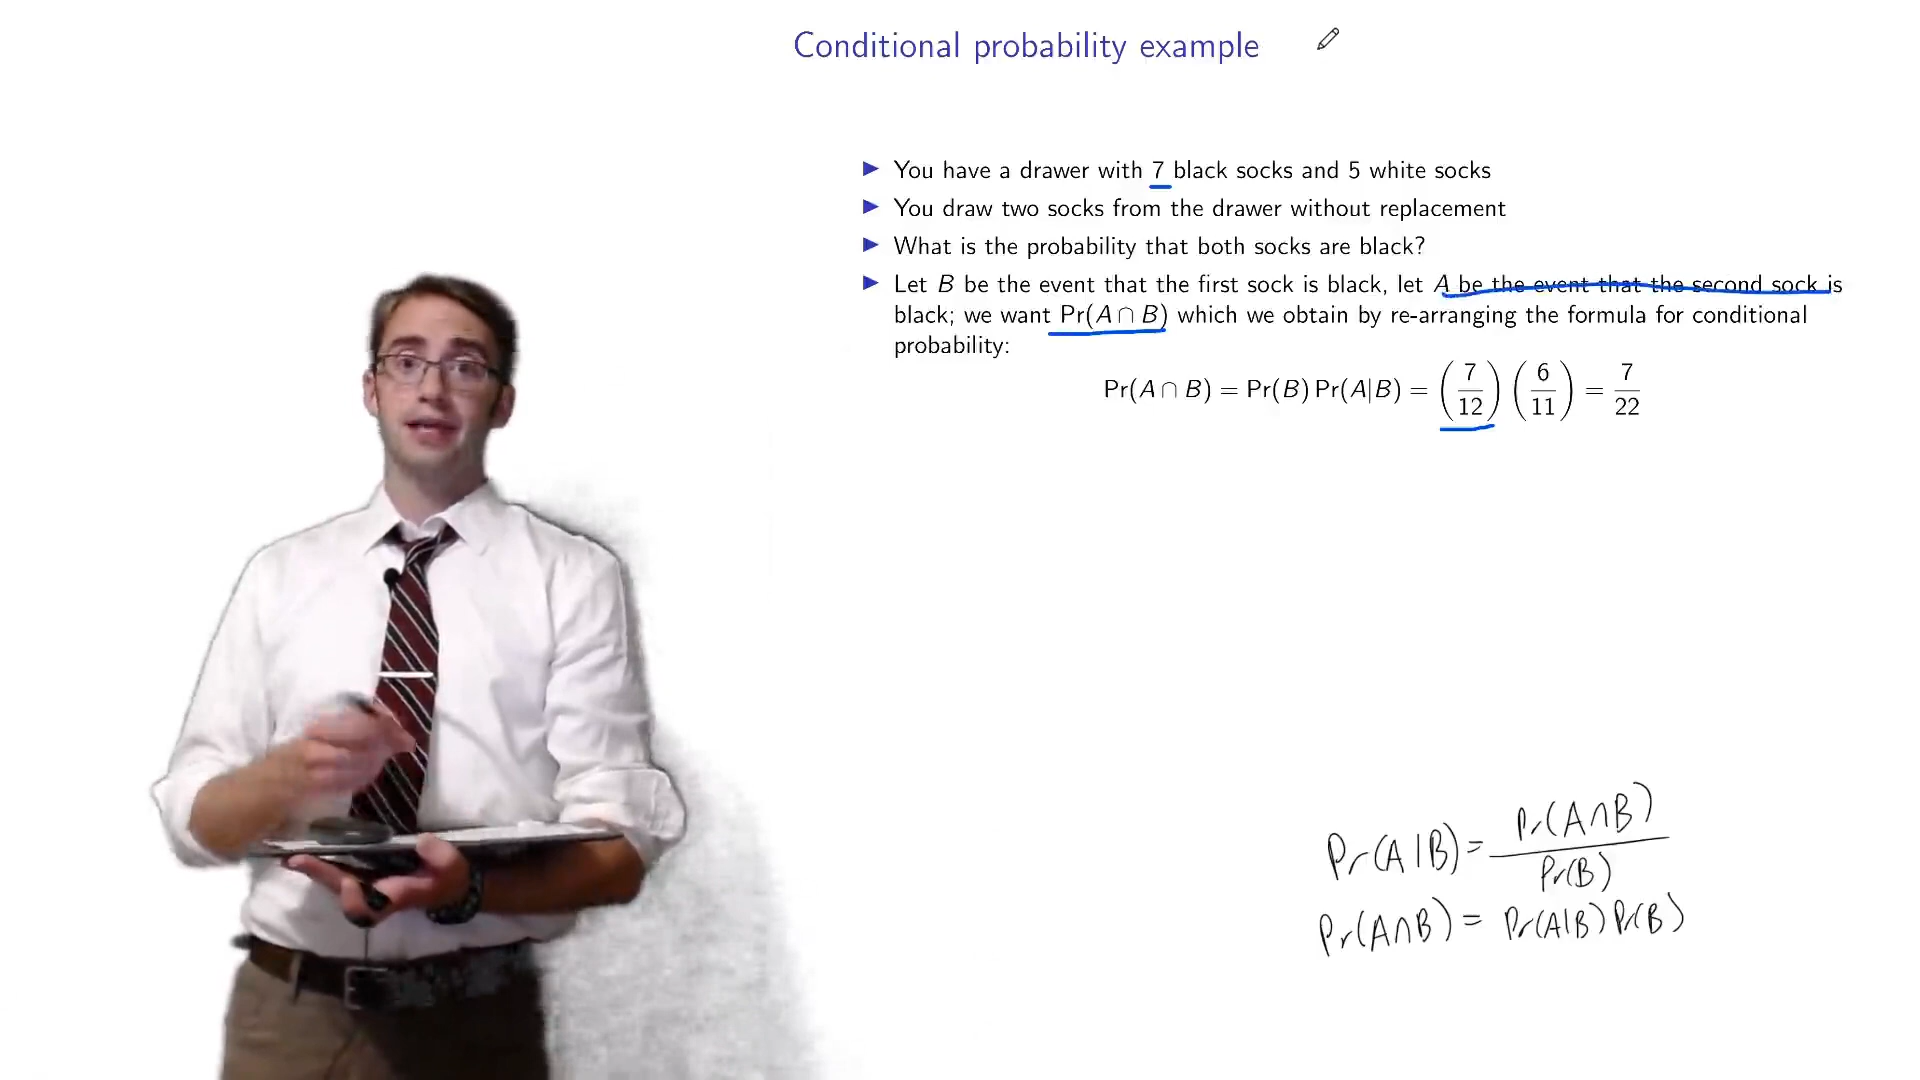 Conditional probability example
▶ You have a drawer with 7 black socks and 5 white socks
▶ You draw two socks from the drawer without replacement
▶ What is the probability that both socks are black?
▶ Let B be the event that the first sock is black, let A be the event that the second sock is
black; we want Pr(A ∩ B) which we obtain by re-arranging the formula for conditional
probability:
Pr(A ∩ B) = Pr(B) Pr(A|B) = (7/12) (6/11) = 7/22
Pr(A|B) = Pr(A∩B) / Pr(B)
Pr(A∩B) = Pr(A|B) Pr(B)